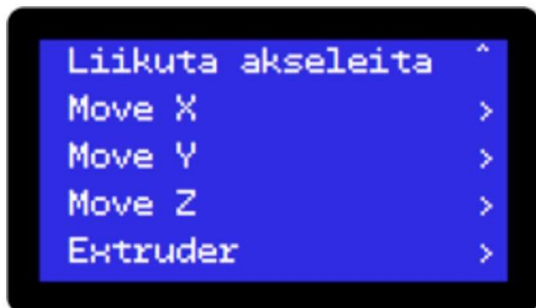 Liikuta akseleita ^
Move X >
Move Y >
Move Z >
Extruder >